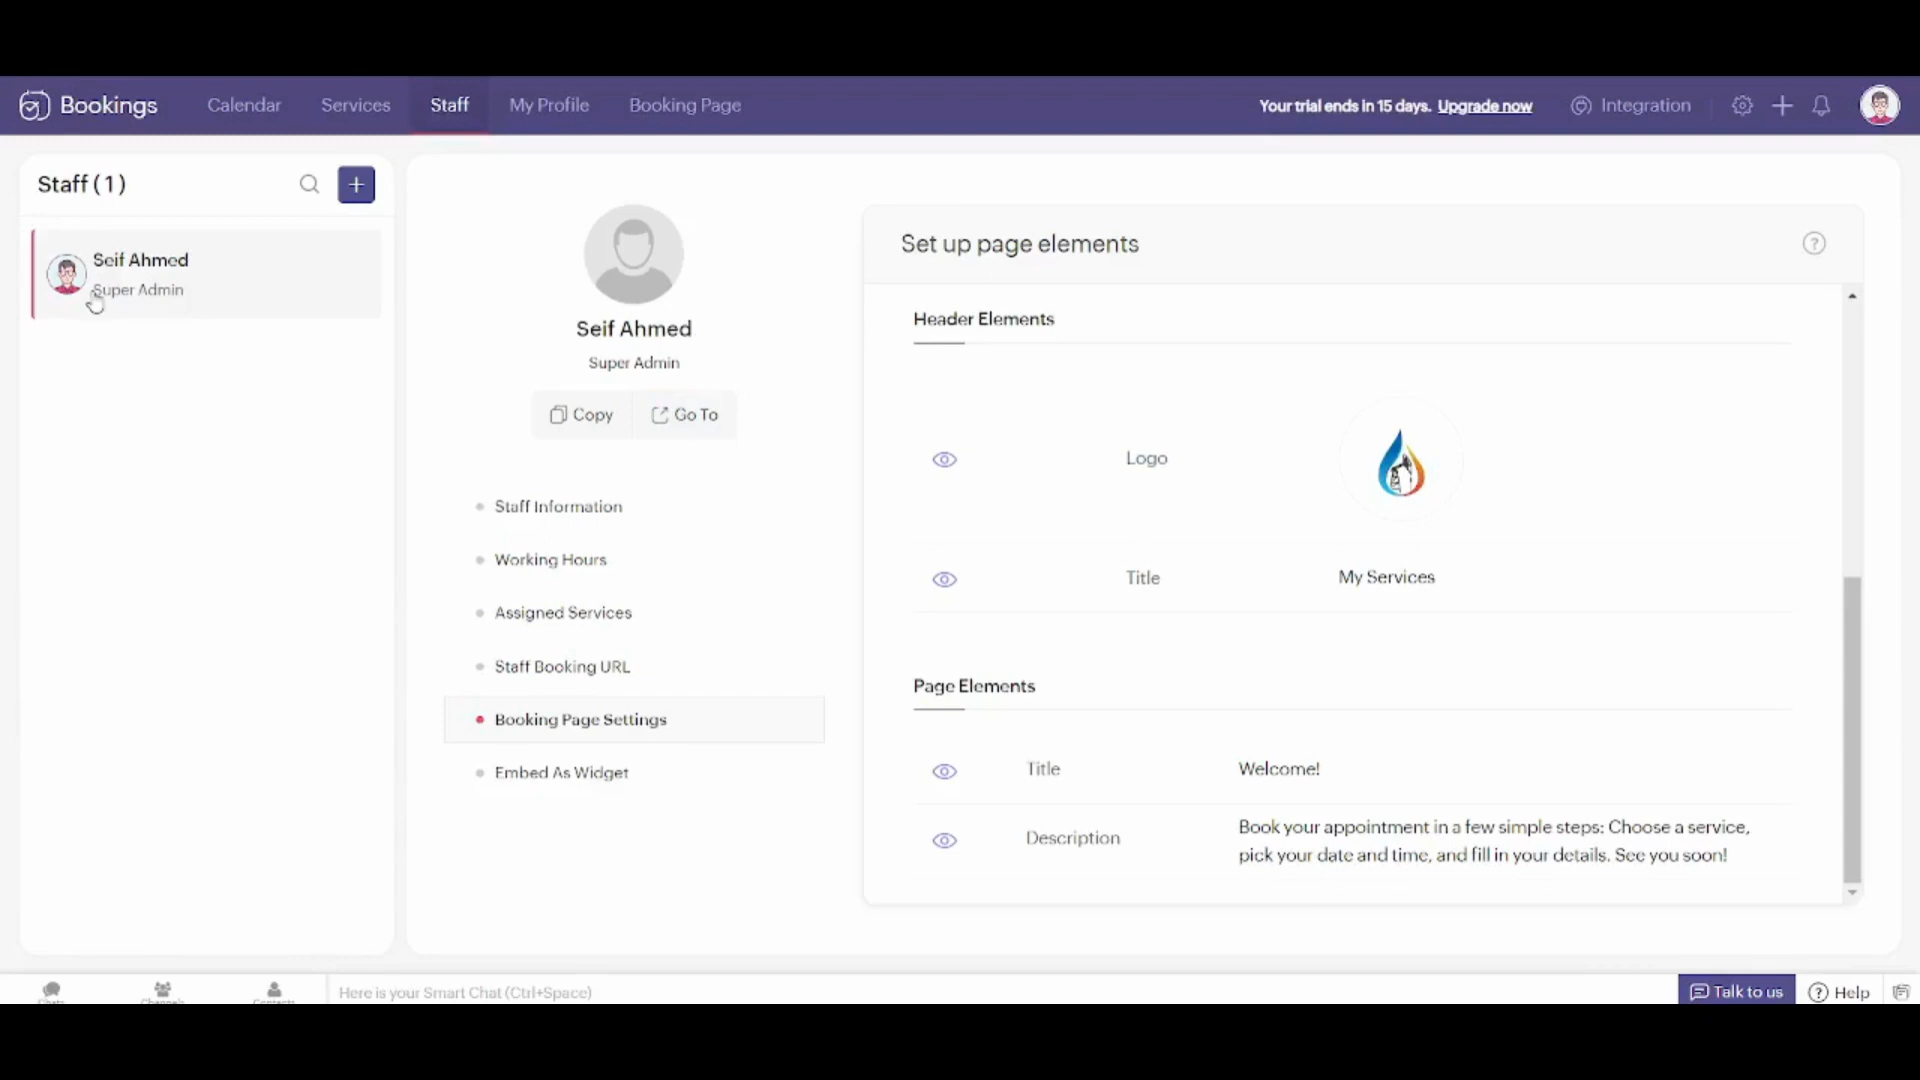 Bookings
Calendar
Services
Staff
My Profile
Booking Page
Your trial ends in 15 days. Upgrade now
Integration
Staff ( 1 )
Seif Ahmed
Super Admin
Seif Ahmed
Super Admin
Copy
Go To
Staff Information
Working Hours
Assigned Services
Staff Booking URL
Booking Page Settings
Embed As Widget
Set up page elements
Header Elements
Logo
Title
My Services
Page Elements
Title
Welcome!
Description
Book your appointment in a few simple steps: Choose a service,
pick your date and time, and fill in your details. See you soon!
Chats
Channels
Contacts
Here is your Smart Chat (Ctrl+Space)
Talk to us
Help